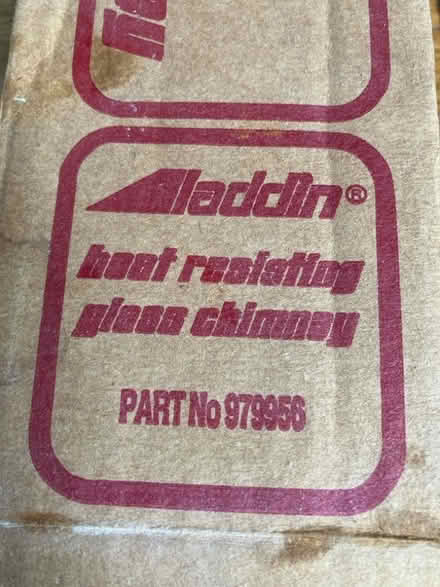 Aladdin®
heat resisting
glass chimney
PART No 979956